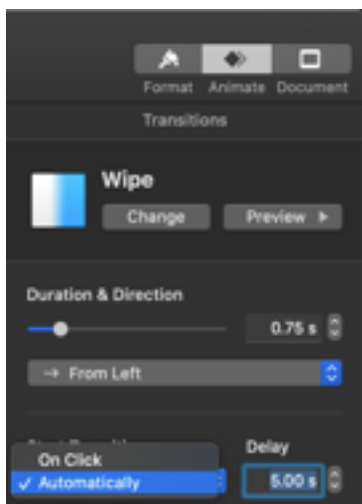 Format Animate Document
Transitions
Wipe
Change Preview
Duration & Direction
0.75 s
→ From Left
Delay
On Click
✓ Automatically 5.00 s